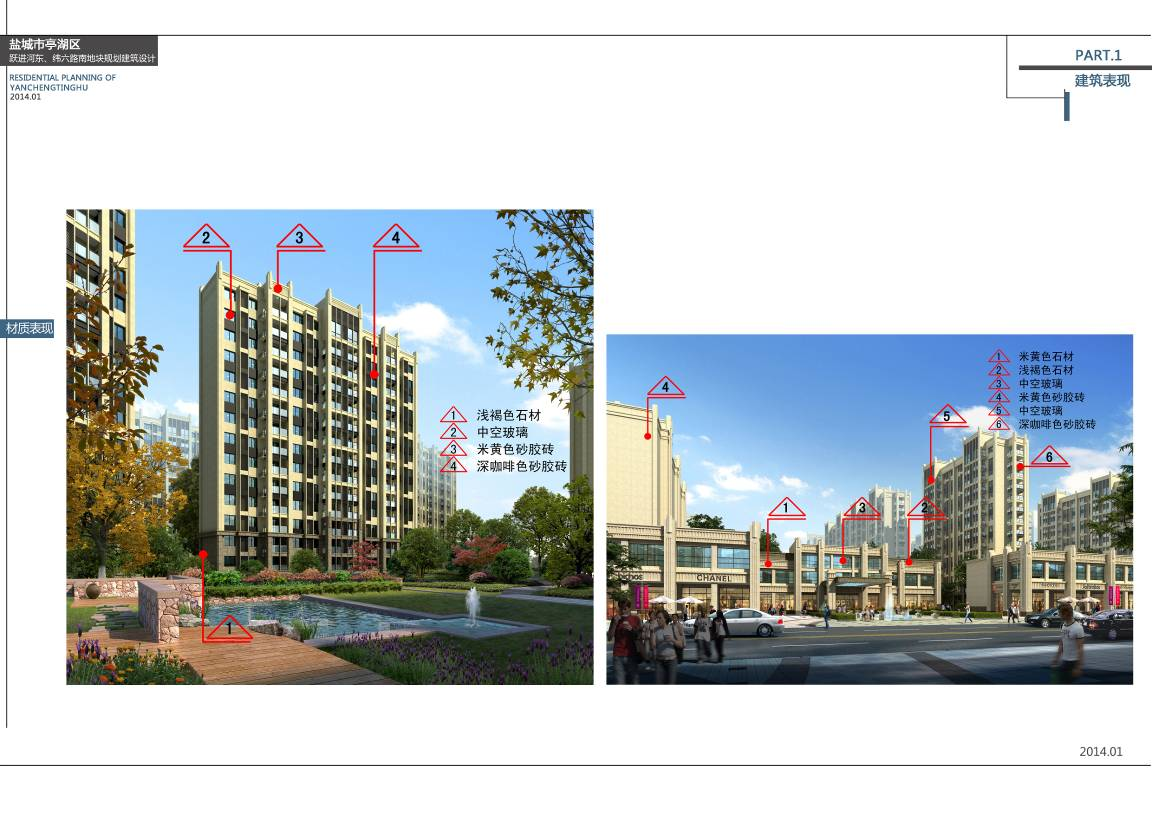 盐城市亭湖区
跃进河东、纬六路南地块规划建筑设计
RESIDENTIAL PLANNING OF
YANCHENGTINGHU
2014.01
PART.1
建筑表现
材质表现
2
3
4
1
1 浅褐色石材
2 中空玻璃
3 米黄色砂胶砖
4 深咖啡色砂胶砖
1 米黄色石材
2 浅褐色石材
3 中空玻璃
4 米黄色砂胶砖
5 中空玻璃
6 深咖啡色砂胶砖
4
5
6
1
3
2
CHANEL
2014.01